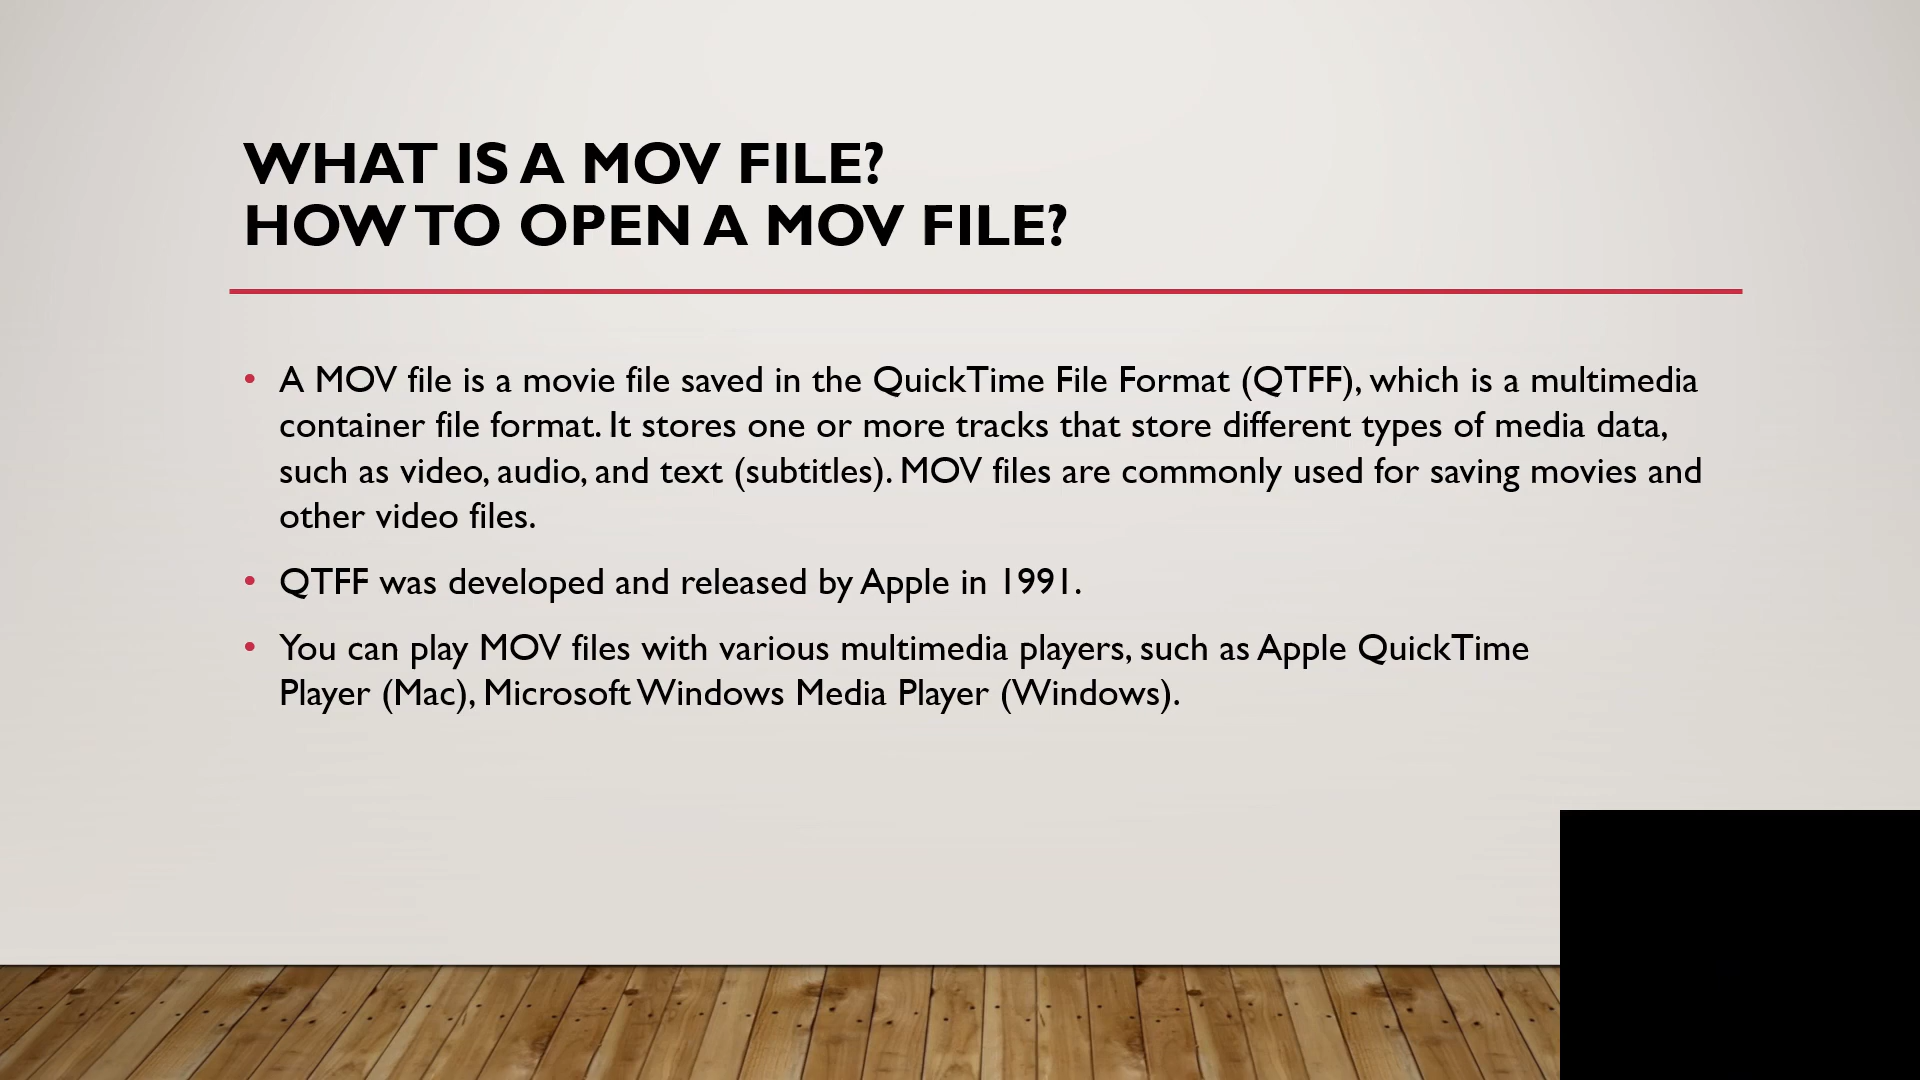 WHAT IS A MOV FILE?
HOW TO OPEN A MOV FILE?
• A MOV file is a movie file saved in the QuickTime File Format (QTFF), which is a multimedia
container file format. It stores one or more tracks that store different types of media data,
such as video, audio, and text (subtitles). MOV files are commonly used for saving movies and
other video files.
• QTFF was developed and released by Apple in 1991.
• You can play MOV files with various multimedia players, such as Apple QuickTime
Player (Mac), Microsoft Windows Media Player (Windows).